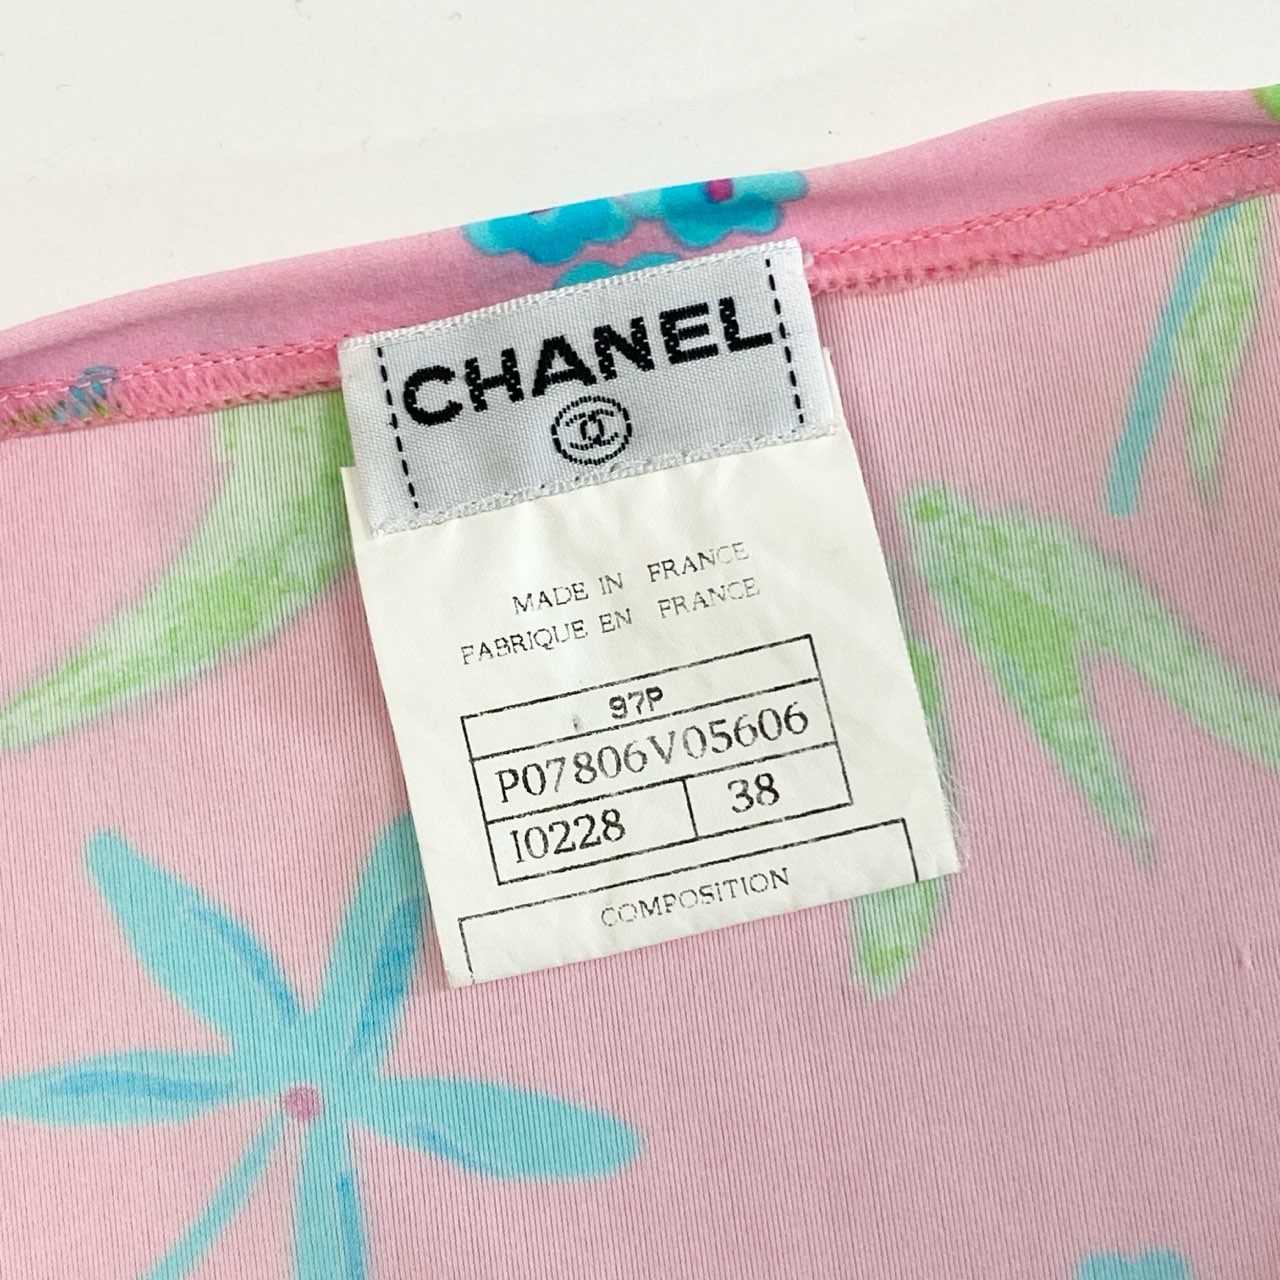 CHANEL
MADE IN FRANCE
FABRIQUE EN FRANCE
97P
P07806V05606
I0228 38
COMPOSITION